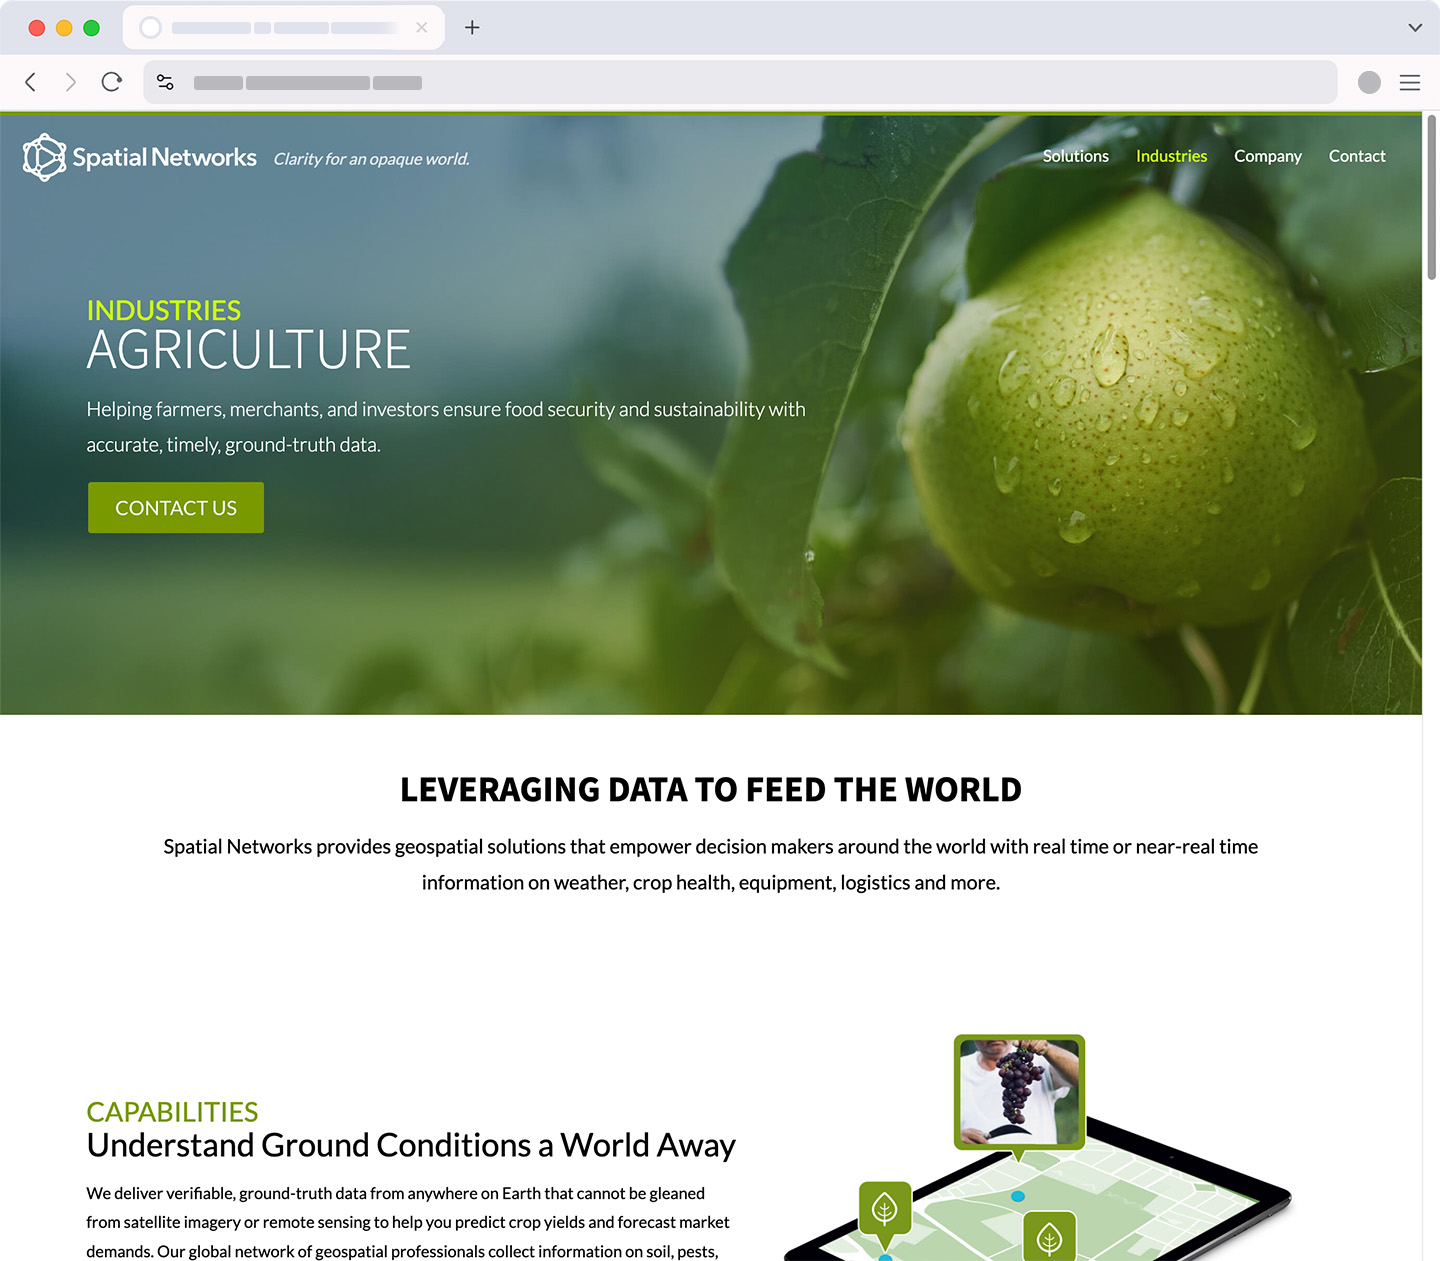 Spatial Networks Clarity for an opaque world.
Solutions Industries Company Contact
INDUSTRIES
AGRICULTURE
Helping farmers, merchants, and investors ensure food security and sustainability with
accurate, timely, ground-truth data.
CONTACT US
LEVERAGING DATA TO FEED THE WORLD
Spatial Networks provides geospatial solutions that empower decision makers around the world with real time or near-real time
information on weather, crop health, equipment, logistics and more.
CAPABILITIES
Understand Ground Conditions a World Away
We deliver verifiable, ground-truth data from anywhere on Earth that cannot be gleaned
from satellite imagery or remote sensing to help you predict crop yields and forecast market
demands. Our global network of geospatial professionals collect information on soil, pests,